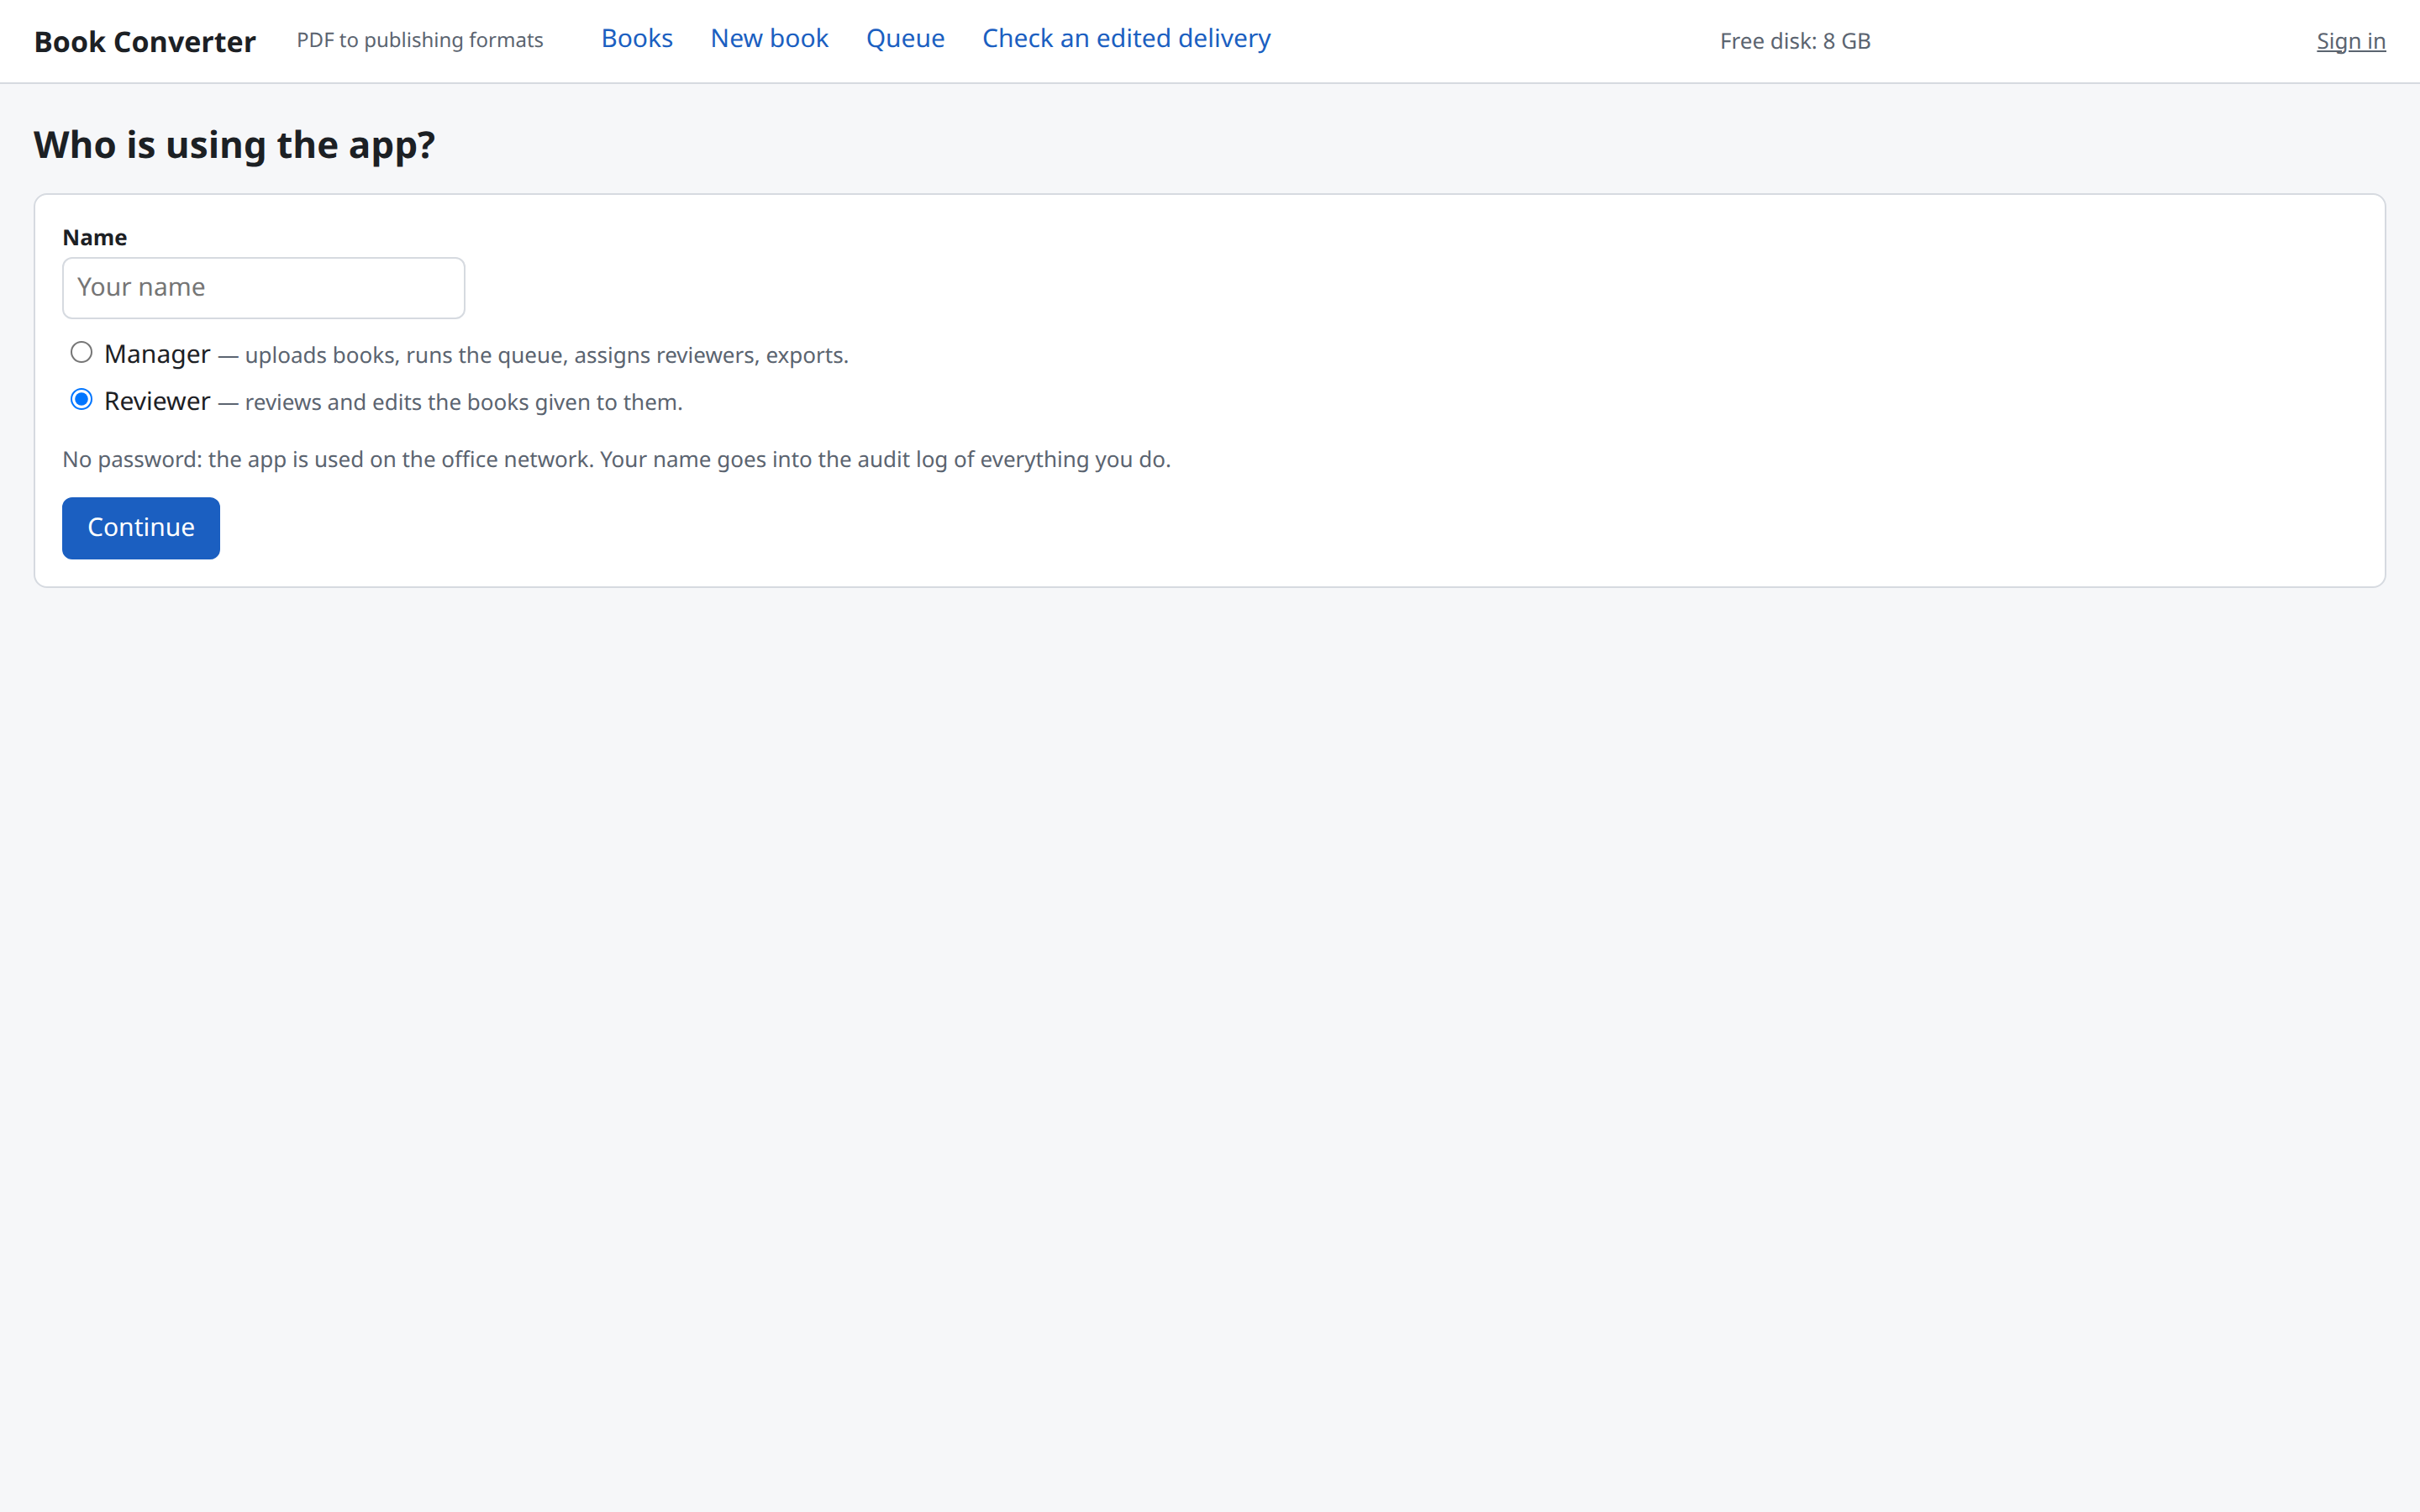 Book Converter PDF to publishing formats Books New book Queue Check an edited delivery Free disk: 8 GB Sign in
Who is using the app?
Name
Your name
Manager — uploads books, runs the queue, assigns reviewers, exports.
Reviewer — reviews and edits the books given to them.
No password: the app is used on the office network. Your name goes into the audit log of everything you do.
Continue